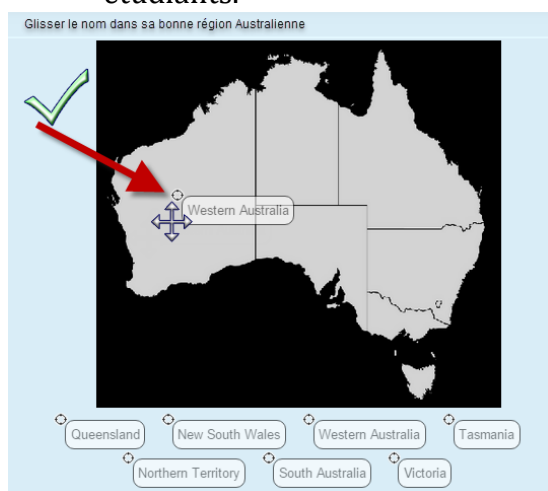 étudiants.
Glisser le nom dans sa bonne région Australienne
Western Australia
Queensland
New South Wales
Western Australia
Tasmania
Northern Territory
South Australia
Victoria